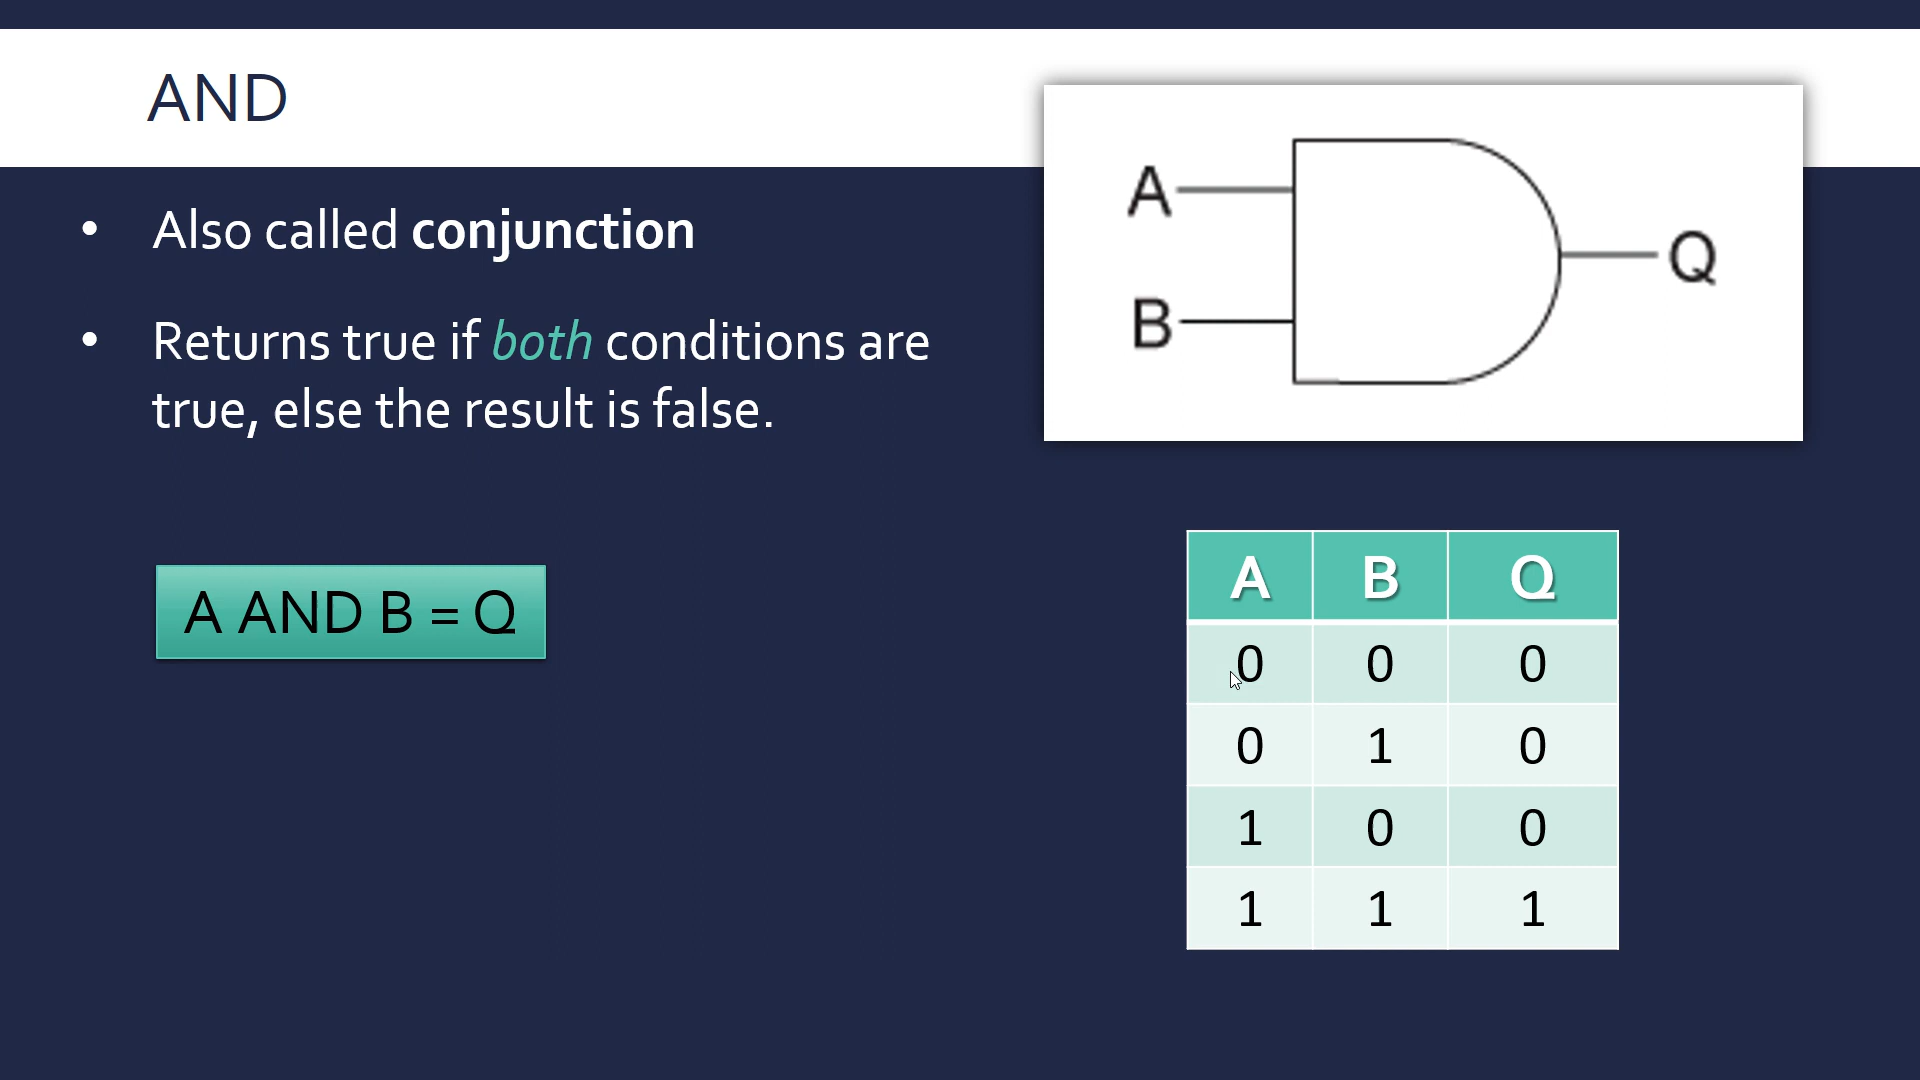 AND
• Also called conjunction
• Returns true if both conditions are
true, else the result is false.
A AND B = Q
A
B
Q
A B Q
0 0 0
0 1 0
1 0 0
1 1 1